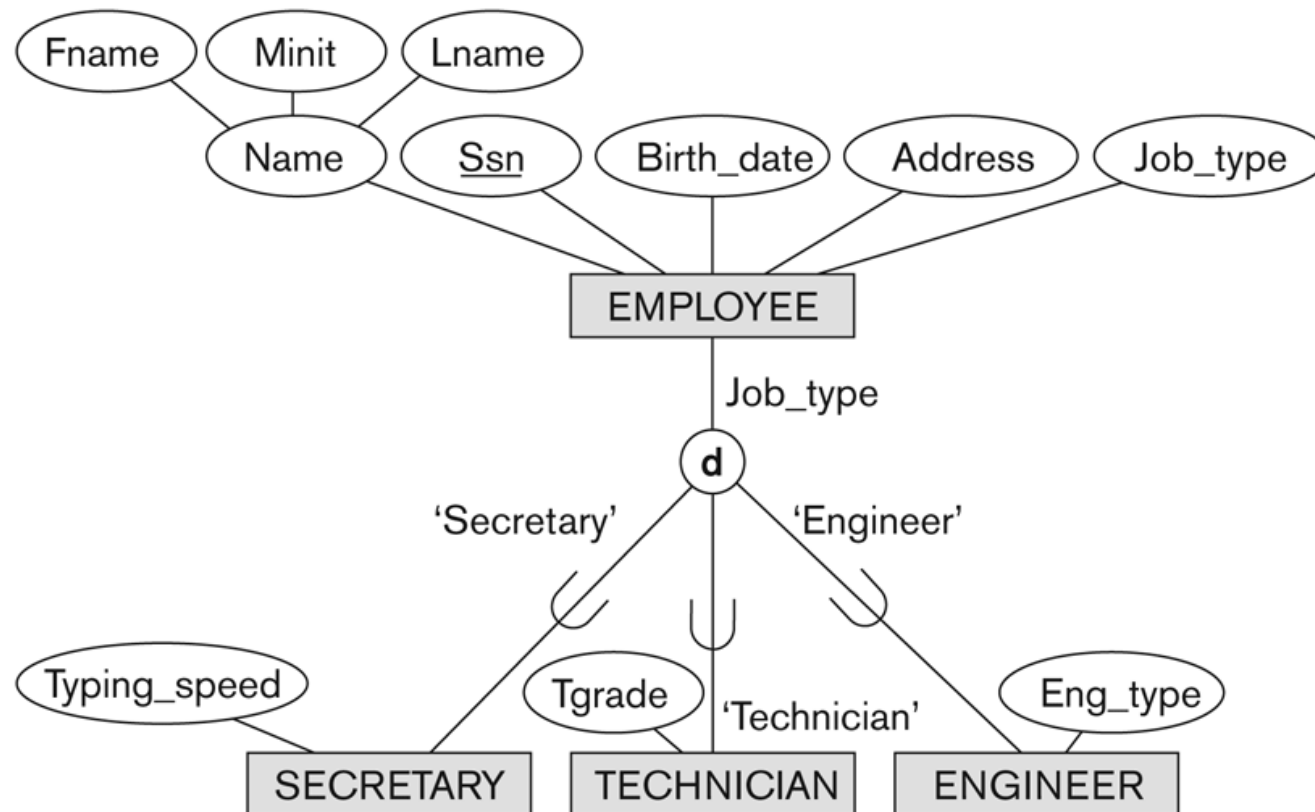 Fname Minit Lname
Name Ssn Birth_date Address Job_type
EMPLOYEE
Job_type
d
‘Secretary’ ‘Engineer’
Typing_speed Tgrade ‘Technician’ Eng_type
SECRETARY TECHNICIAN ENGINEER